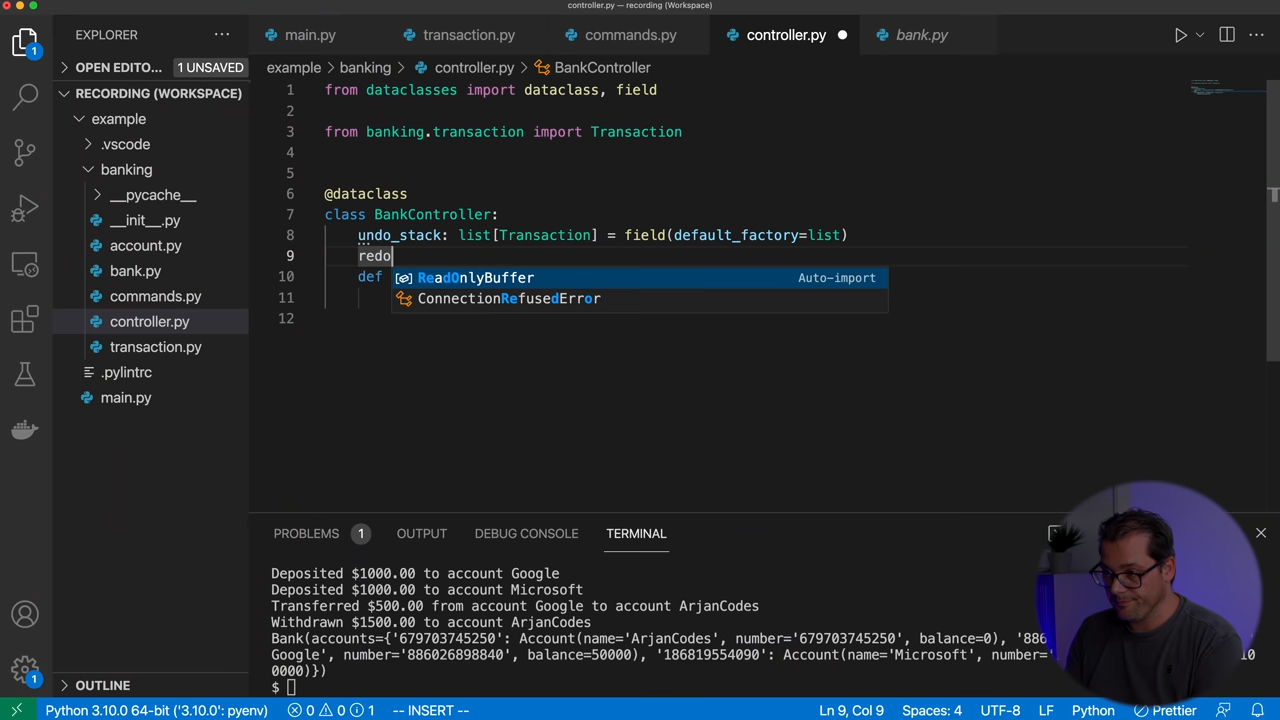 controller.py — recording (Workspace)
EXPLORER
OPEN EDITO... 1 UNSAVED
RECORDING (WORKSPACE)
example
.vscode
banking
__pycache__
__init__.py
account.py
bank.py
commands.py
controller.py
transaction.py
.pylintrc
main.py
OUTLINE
1
1
main.py transaction.py commands.py controller.py bank.py
example > banking > controller.py > BankController
1 from dataclasses import dataclass, field
2
3 from banking.transaction import Transaction
4
5
6 @dataclass
7 class BankController:
8 undo_stack: list[Transaction] = field(default_factory=list)
9 redo
10 def
11
12
ReadOnlyBuffer Auto-import
ConnectionRefusedError
PROBLEMS 1 OUTPUT DEBUG CONSOLE TERMINAL
Deposited $1000.00 to account Google
Deposited $1000.00 to account Microsoft
Transferred $500.00 from account Google to account ArjanCodes
Withdrawn $1500.00 to account ArjanCodes
Bank(accounts={'679703745250': Account(name='ArjanCodes', number='679703745250', balance=0), '886
Google', number='886026898840', balance=50000), '186819554090': Account(name='Microsoft', number=' 10
0000)})
$
Python 3.10.0 64-bit ('3.10.0': pyenv) 0 0 1 -- INSERT -- Ln 9, Col 9 Spaces: 4 UTF-8 LF Python Prettier